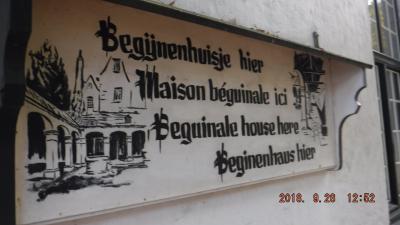 Begijnenhuisje hier
Maison béguinale ici
Beguinale house here
Beginenhaus hier
2018. 9.28 12:52